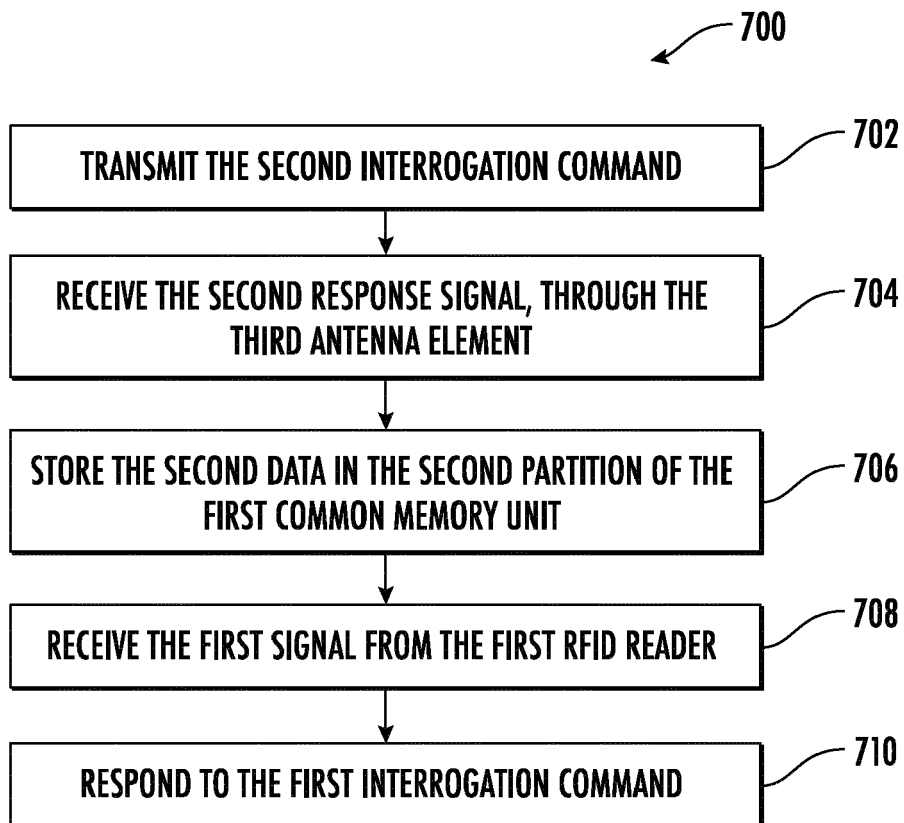 700
TRANSMIT THE SECOND INTERROGATION COMMAND
702
RECEIVE THE SECOND RESPONSE SIGNAL, THROUGH THE
THIRD ANTENNA ELEMENT
704
STORE THE SECOND DATA IN THE SECOND PARTITION OF THE
FIRST COMMON MEMORY UNIT
706
RECEIVE THE FIRST SIGNAL FROM THE FIRST RFID READER
708
RESPOND TO THE FIRST INTERROGATION COMMAND
710